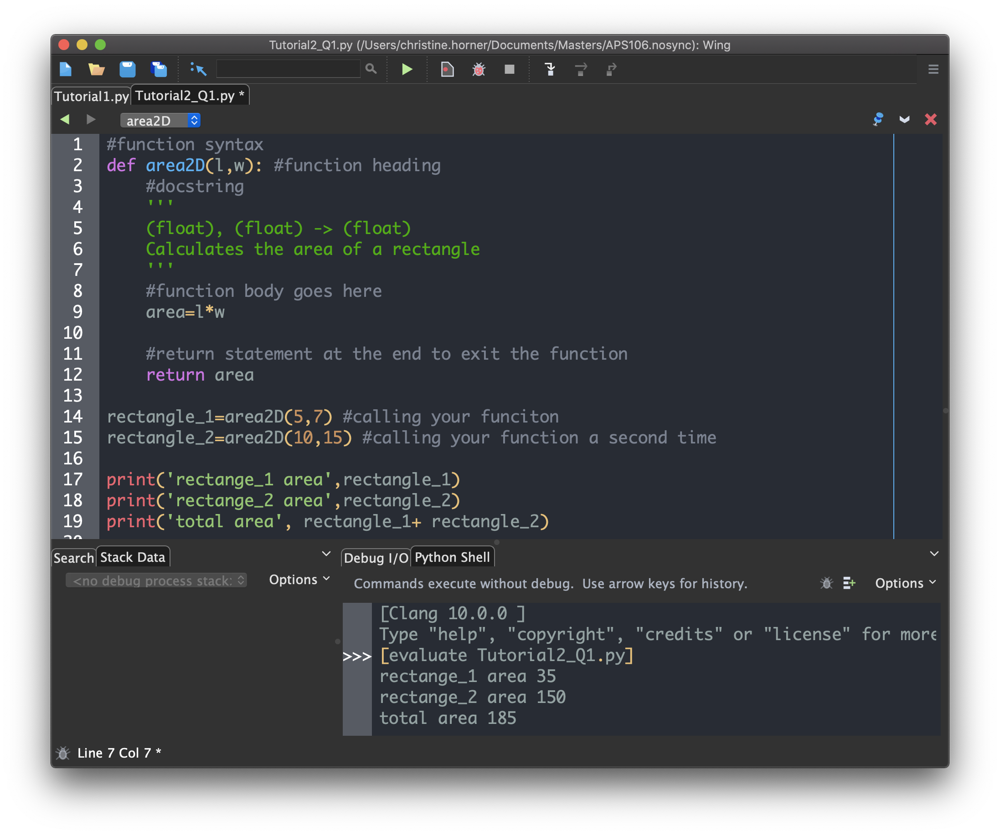 Tutorial2_Q1.py (/Users/christine.horner/Documents/Masters/APS106.nosync): Wing
Tutorial1.py
Tutorial2_Q1.py *
area2D
1 #function syntax
2 def area2D(l,w): #function heading
3     #docstring
4     '''
5     (float), (float) -> (float)
6     Calculates the area of a rectangle
7     '''
8     #function body goes here
9     area=l*w
10
11     #return statement at the end to exit the function
12     return area
13
14 rectangle_1=area2D(5,7) #calling your funciton
15 rectangle_2=area2D(10,15) #calling your function a second time
16
17 print('rectange_1 area',rectangle_1)
18 print('rectange_2 area',rectangle_2)
19 print('total area', rectangle_1+ rectangle_2)
20
Search
Stack Data
<no debug process stack:
Options
Debug I/O
Python Shell
Commands execute without debug. Use arrow keys for history.
Options
[Clang 10.0.0 ]
Type "help", "copyright", "credits" or "license" for more
>>> [evaluate Tutorial2_Q1.py]
rectange_1 area 35
rectange_2 area 150
total area 185
Line 7 Col 7 *